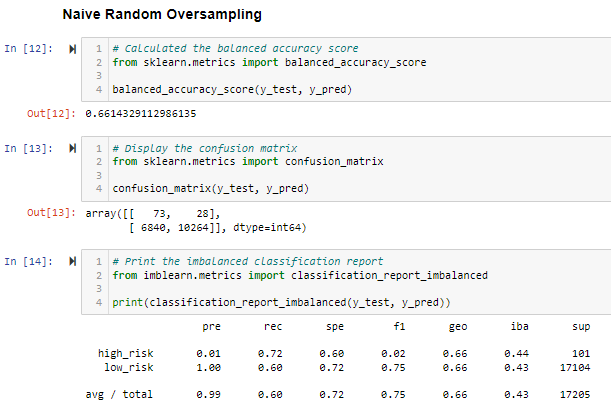 Naive Random Oversampling
In [12]:
1 # Calculated the balanced accuracy score
2 from sklearn.metrics import balanced_accuracy_score
3
4 balanced_accuracy_score(y_test, y_pred)
Out[12]: 0.6614329112986135
In [13]:
1 # Display the confusion matrix
2 from sklearn.metrics import confusion_matrix
3
4 confusion_matrix(y_test, y_pred)
Out[13]: array([[   73,    28],
       [ 6840, 10264]], dtype=int64)
In [14]:
1 # Print the imbalanced classification report
2 from imblearn.metrics import classification_report_imbalanced
3
4 print(classification_report_imbalanced(y_test, y_pred))
pre rec spe f1 geo iba sup
high_risk 0.01 0.72 0.60 0.02 0.66 0.44 101
low_risk 1.00 0.60 0.72 0.75 0.66 0.43 17104
avg / total 0.99 0.60 0.72 0.75 0.66 0.43 17205